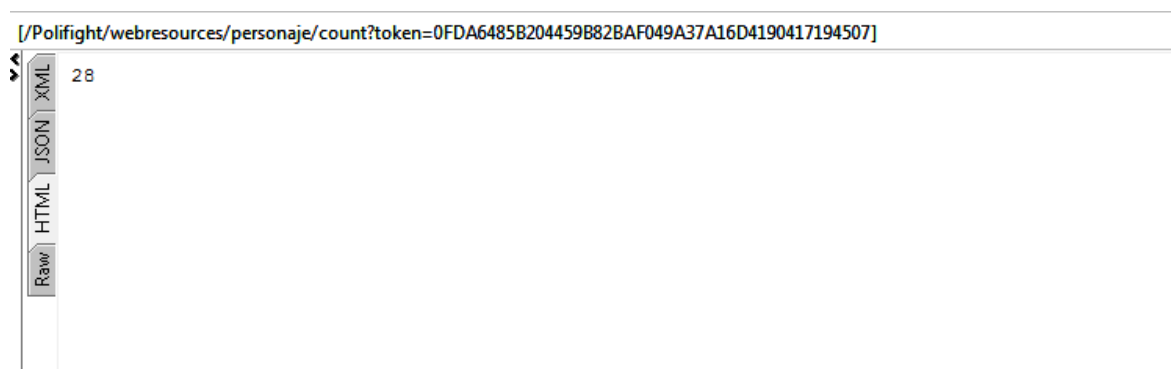 [/Polifight/webresources/personaje/count?token=0FDA6485B204459B82BAF049A37A16D4190417194507]
28
XML
JSON
HTML
Raw